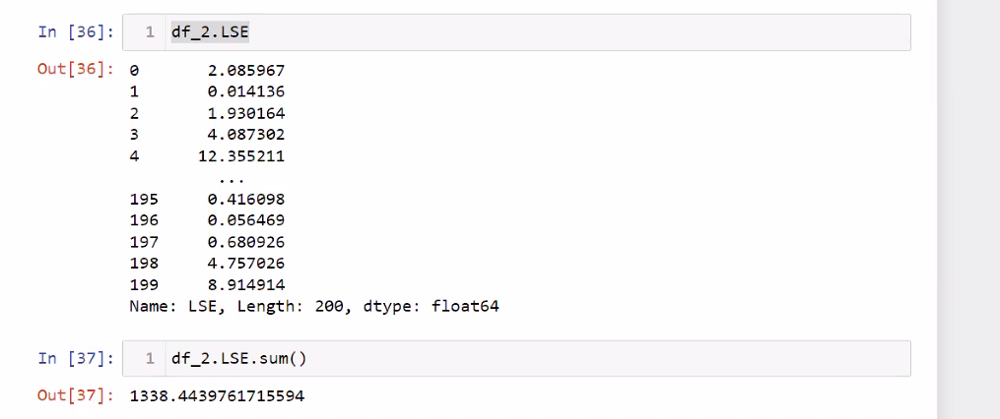 In [36]: 1 df_2.LSE
Out[36]: 0 2.085967
1 0.014136
2 1.930164
3 4.087302
4 12.355211
...
195 0.416098
196 0.056469
197 0.680926
198 4.757026
199 8.914914
Name: LSE, Length: 200, dtype: float64
In [37]: 1 df_2.LSE.sum()
Out[37]: 1338.4439761715594